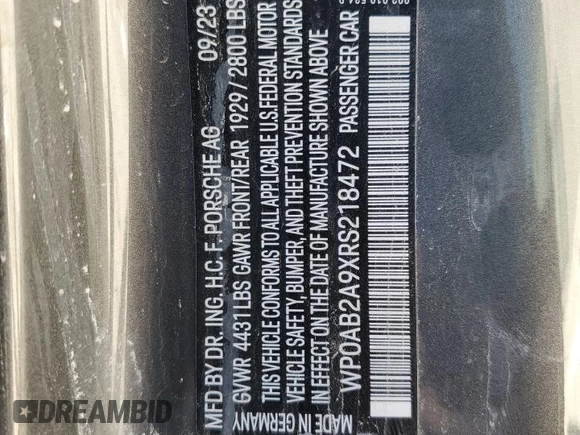 MFD BY DR. ING. H.C. F. PORSCHE AG 09/23
GVWR 4431 LBS GAWR FRONT/REAR 1929 / 2800 LBS
THIS VEHICLE CONFORMS TO ALL APPLICABLE U.S. FEDERAL MOTOR
VEHICLE SAFETY, BUMPER, AND THEFT PREVENTION STANDARDS
IN EFFECT ON THE DATE OF MANUFACTURE SHOWN ABOVE
WP0AB2A9XRS218472 PASSENGER CAR
MADE IN GERMANY
DREAMBID